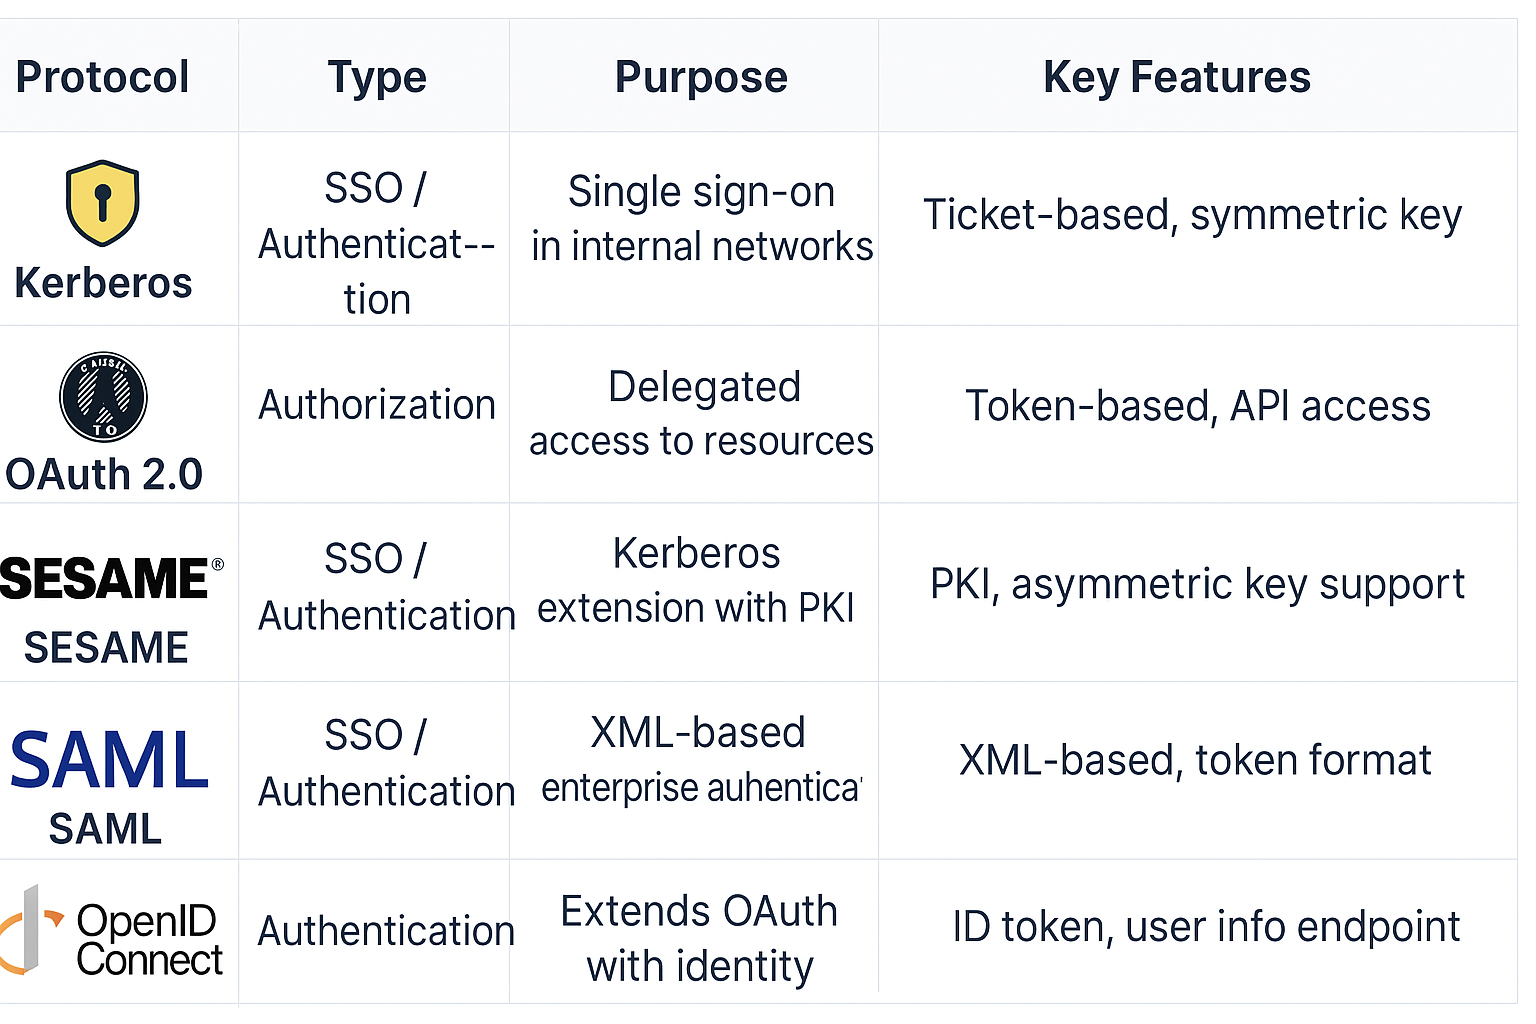 Protocol
Type
Purpose
Key Features
Kerberos
SSO /
Authenticat--
tion
Single sign-on
in internal networks
Ticket-based, symmetric key
TO
OAuth 2.0
Authorization
Delegated
access to resources
Token-based, API access
SESAME®
SESAME
SSO /
Authentication
Kerberos
extension with PKI
PKI, asymmetric key support
SAML
SAML
SSO /
Authentication
XML-based
enterprise auhentica
XML-based, token format
OpenID
Connect
Authentication
Extends OAuth
with identity
ID token, user info endpoint